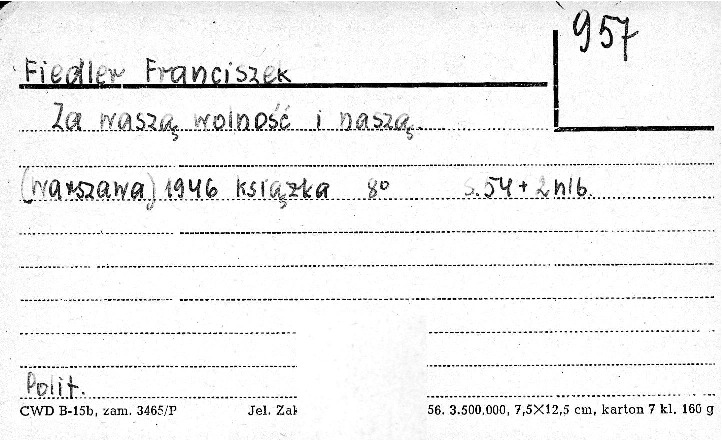 957
Fiedler Franciszek
Za waszą wolność i naszą.
(Warszawa) 1946 książka 8° s. 54 + 2 nlb.
Polit.
CWD B-15b, zam. 3465/P Jel. Zak 56. 3.500.000, 7,5×12,5 cm, karton 7 kl. 160 g